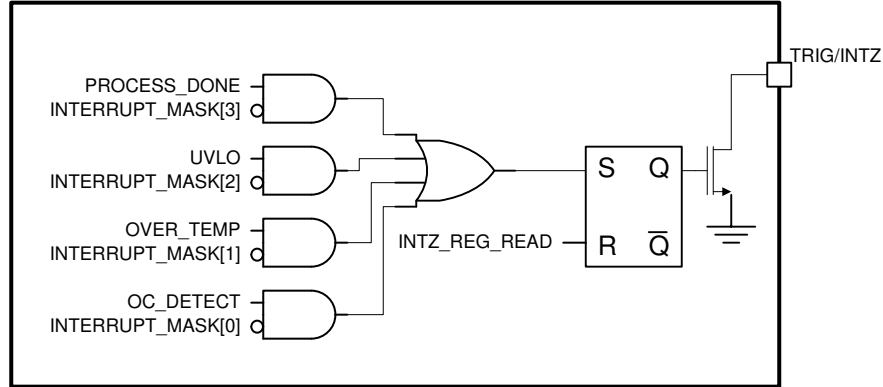 TRIG/INTZ
PROCESS_DONE
INTERRUPT_MASK[3]
UVLO
INTERRUPT_MASK[2]
S Q
OVER_TEMP
INTERRUPT_MASK[1]
INTZ_REG_READ
R Q
OC_DETECT
INTERRUPT_MASK[0]